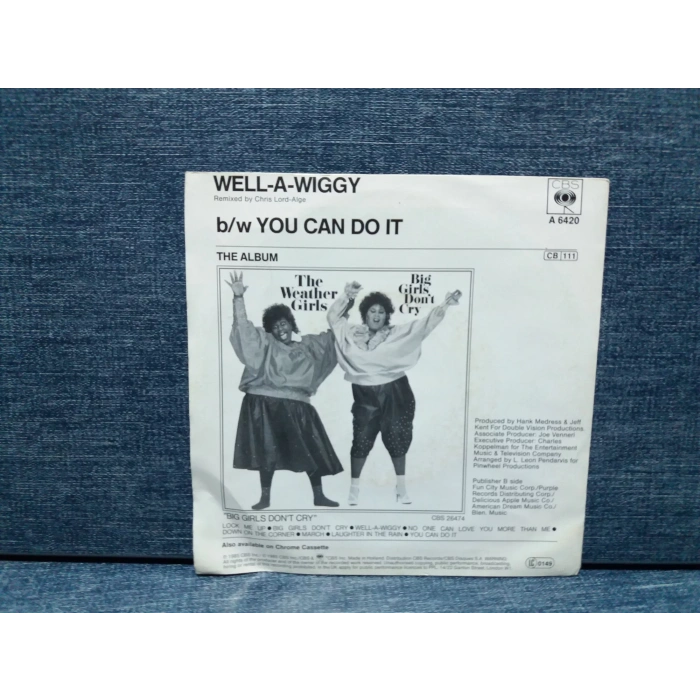 WELL-A-WIGGY
Remixed by Chris Lord-Alge
CBS
A 6420
b/w YOU CAN DO IT
THE ALBUM
CB 111
The
Weather
Girls
Big
Girls
Don't
Cry
Produced by Hank Medress & Jeff
Kent For Double Vision Productions
Associate Producer: Joe Venneri
Executive Producer: Charles
Koppelman for The Entertainment
Music & Television Company
Arranged by L. Leon Pendarvis for
Pinwheel Productions
Publisher B side
Fun City Music Corp/Purple
Records Distributing Corp/
Delicious Apple Music Co/
American Dream Music Co/
Blen. Music
"BIG GIRLS DON'T CRY"
CBS 26474
LOOK ME UP ● BIG GIRLS DON'T CRY ● WELL-A-WIGGY ● NO ONE CAN LOVE YOU MORE THAN ME ●
DOWN ON THE CORNER ● MARCH ● LAUGHTER IN THE RAIN ● YOU CAN DO IT
Also available on Chrome Cassette
0149